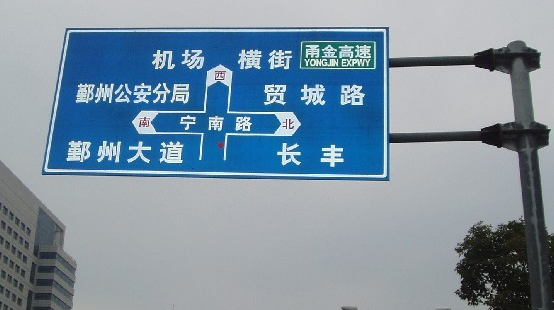 机场 横街 甬金高速
YONGJIN EXPWY
西
鄞州公安分局 贸城路
南 宁南路 北
鄞州大道 长丰